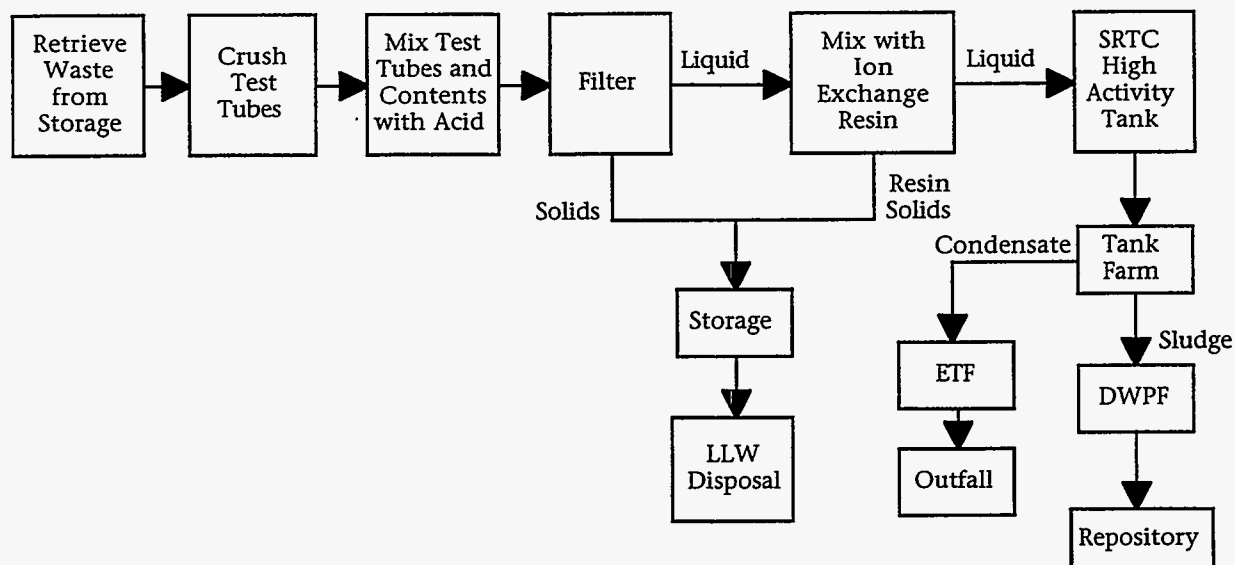 Retrieve
Waste
from
Storage
Crush
Test
Tubes
Mix Test
Tubes and
Contents
with Acid
Filter
Liquid
Mix with
Ion
Exchange
Resin
Liquid
SRTC
High
Activity
Tank
Solids
Resin
Solids
Condensate
Tank
Farm
Storage
Sludge
ETF
DWPF
LLW
Disposal
Outfall
Repository